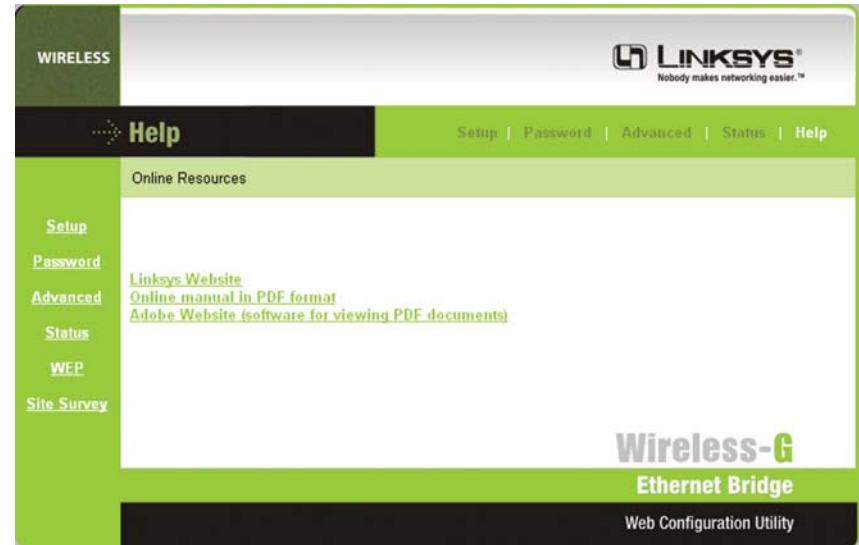 WIRELESS
LINKSYS®
Nobody makes networking easier.™
Help
Setup | Password | Advanced | Status | Help
Online Resources
Setup
Password
Advanced
Status
WEP
Site Survey
Linksys Website
Online manual in PDF format
Adobe Website (software for viewing PDF documents)
Wireless-G
Ethernet Bridge
Web Configuration Utility